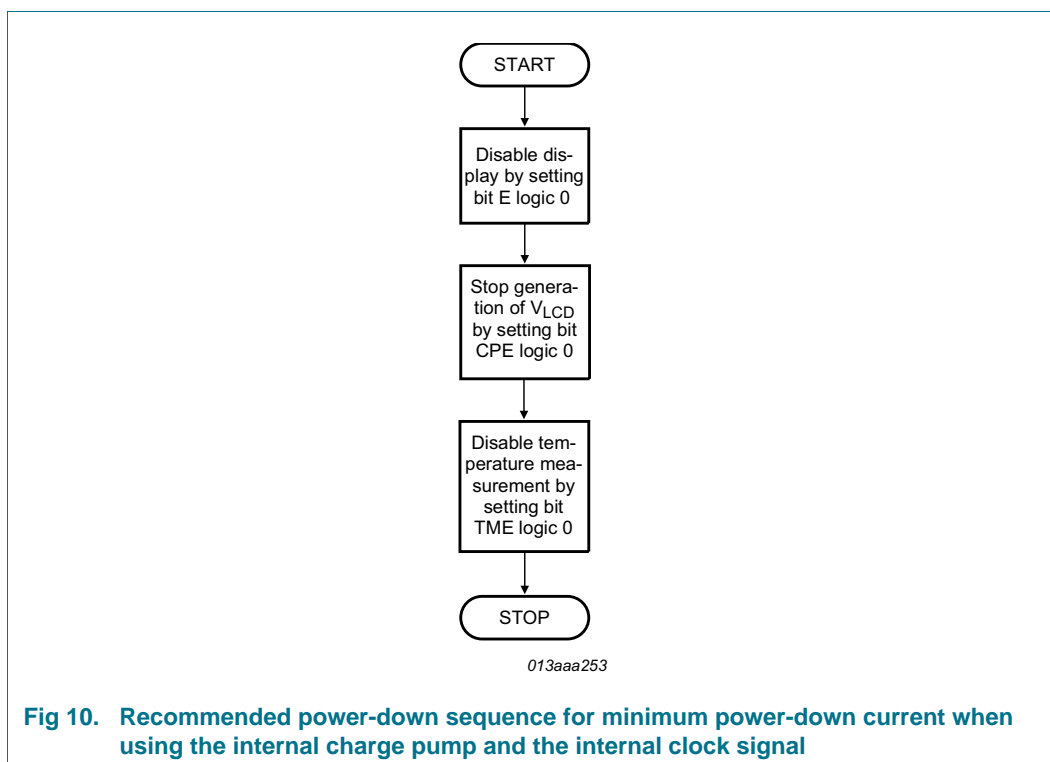 START
Disable dis-
play by setting
bit E logic 0
Stop genera-
tion of VLCD
by setting bit
CPE logic 0
Disable tem-
perature mea-
surement by
setting bit
TME logic 0
STOP
013aaa253
Fig 10. Recommended power-down sequence for minimum power-down current when
using the internal charge pump and the internal clock signal